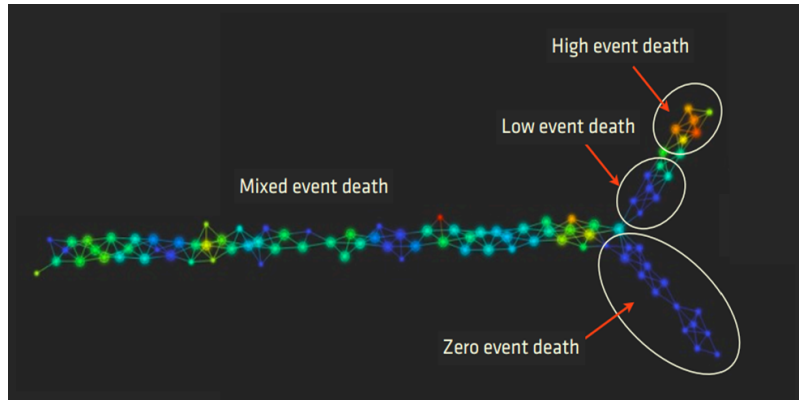 High event death
Low event death
Mixed event death
Zero event death